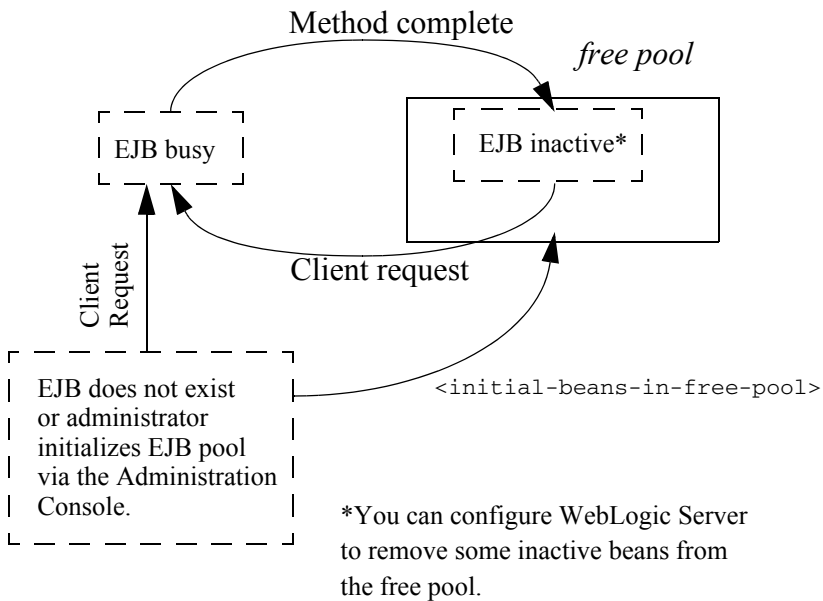 Method complete
free pool
EJB busy
EJB inactive*
Client request
Client
Request
<initial-beans-in-free-pool>
EJB does not exist
or administrator
initializes EJB pool
via the Administration
Console.
*You can configure WebLogic Server
to remove some inactive beans from
the free pool.